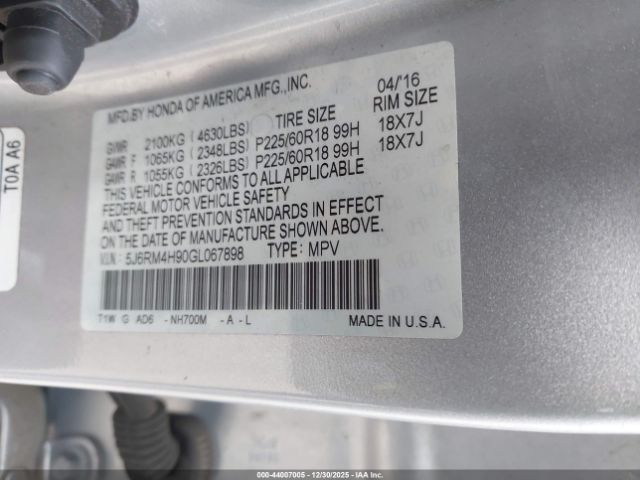 MFD.BY HONDA OF AMERICA MFG.,INC. 04/'16
TIRE SIZE RIM SIZE
GVWR 2100KG ( 4630LBS)
GAWR F 1065KG ( 2348LBS) P225/60R18 99H 18X7J
GAWR R 1055KG ( 2326LBS) P225/60R18 99H 18X7J
THIS VEHICLE CONFORMS TO ALL APPLICABLE
FEDERAL MOTOR VEHICLE SAFETY
AND THEFT PREVENTION STANDARDS IN EFFECT
ON THE DATE OF MANUFACTURE SHOWN ABOVE.
V.I.N.: 5J6RM4H90GL067898 TYPE: MPV
T1W G AD6 - NH700M - A - L MADE IN U.S.A.
T0A A6
000-44007005 - 12/30/2025 - IAA Inc.